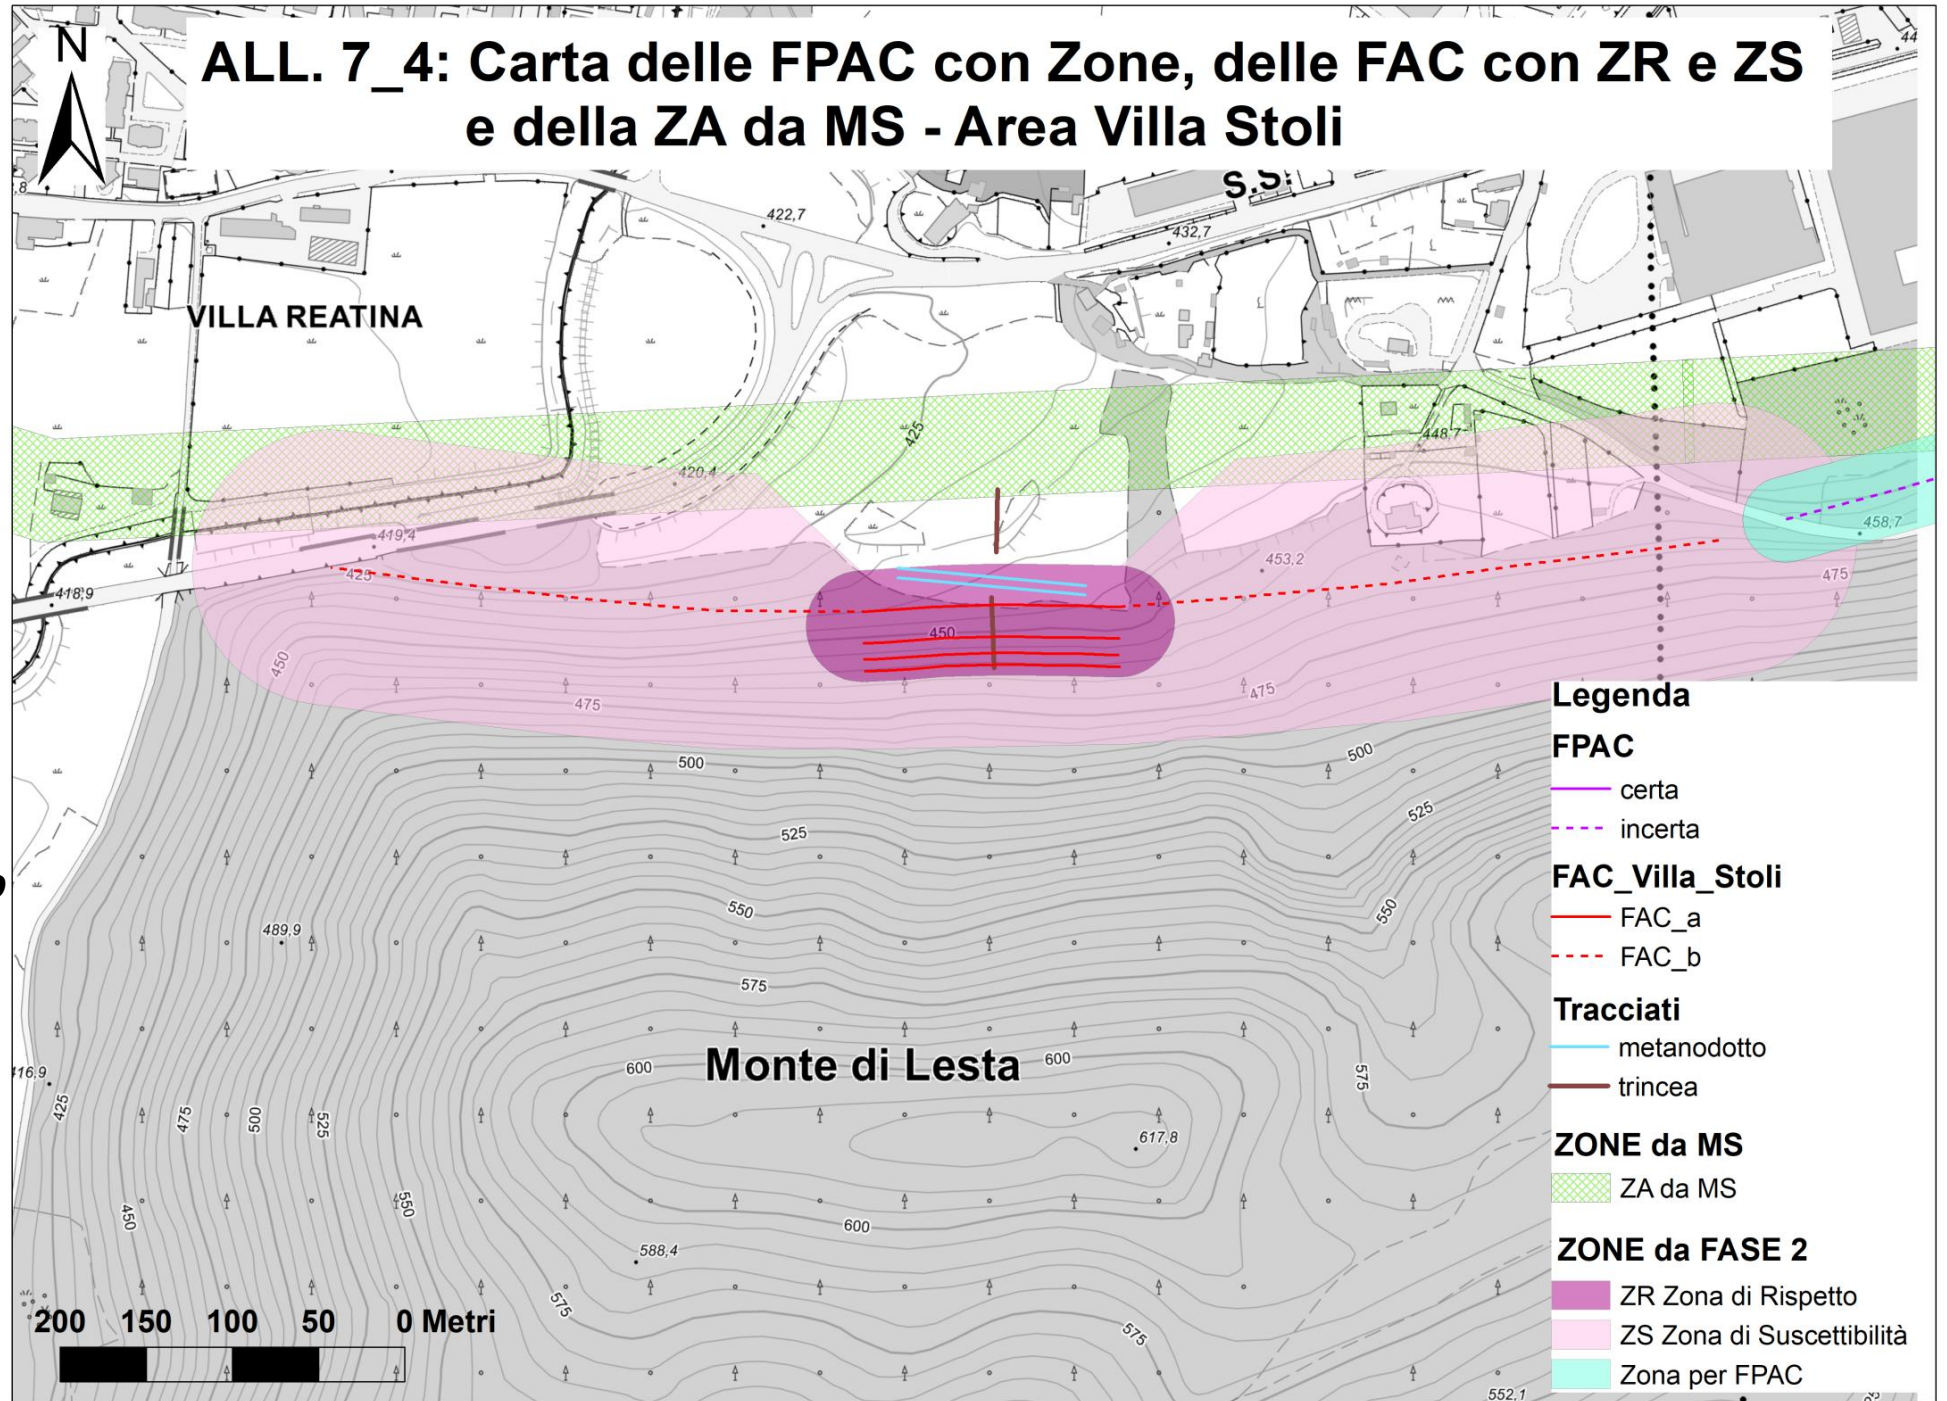 N
ALL. 7_4: Carta delle FPAC con Zone, delle FAC con ZR e ZS
e della ZA da MS - Area Villa Stoli
S.S.
422,7
432,7
VILLA REATINA
425
448,7
420,4
419,4
425
418,9
453,2
458,7
475
450
450
475
475
500
500
525
525
550
550
489,9
575
575
Monte di Lesta
600
600
617,8
425
475
500
525
450
550
600
588,4
575
575
552,1
200 150 100 50 0 Metri
Legenda
FPAC
certa
incerta
FAC_Villa_Stoli
FAC_a
FAC_b
Tracciati
metanodotto
trincea
ZONE da MS
ZA da MS
ZONE da FASE 2
ZR Zona di Rispetto
ZS Zona di Suscettibilità
Zona per FPAC